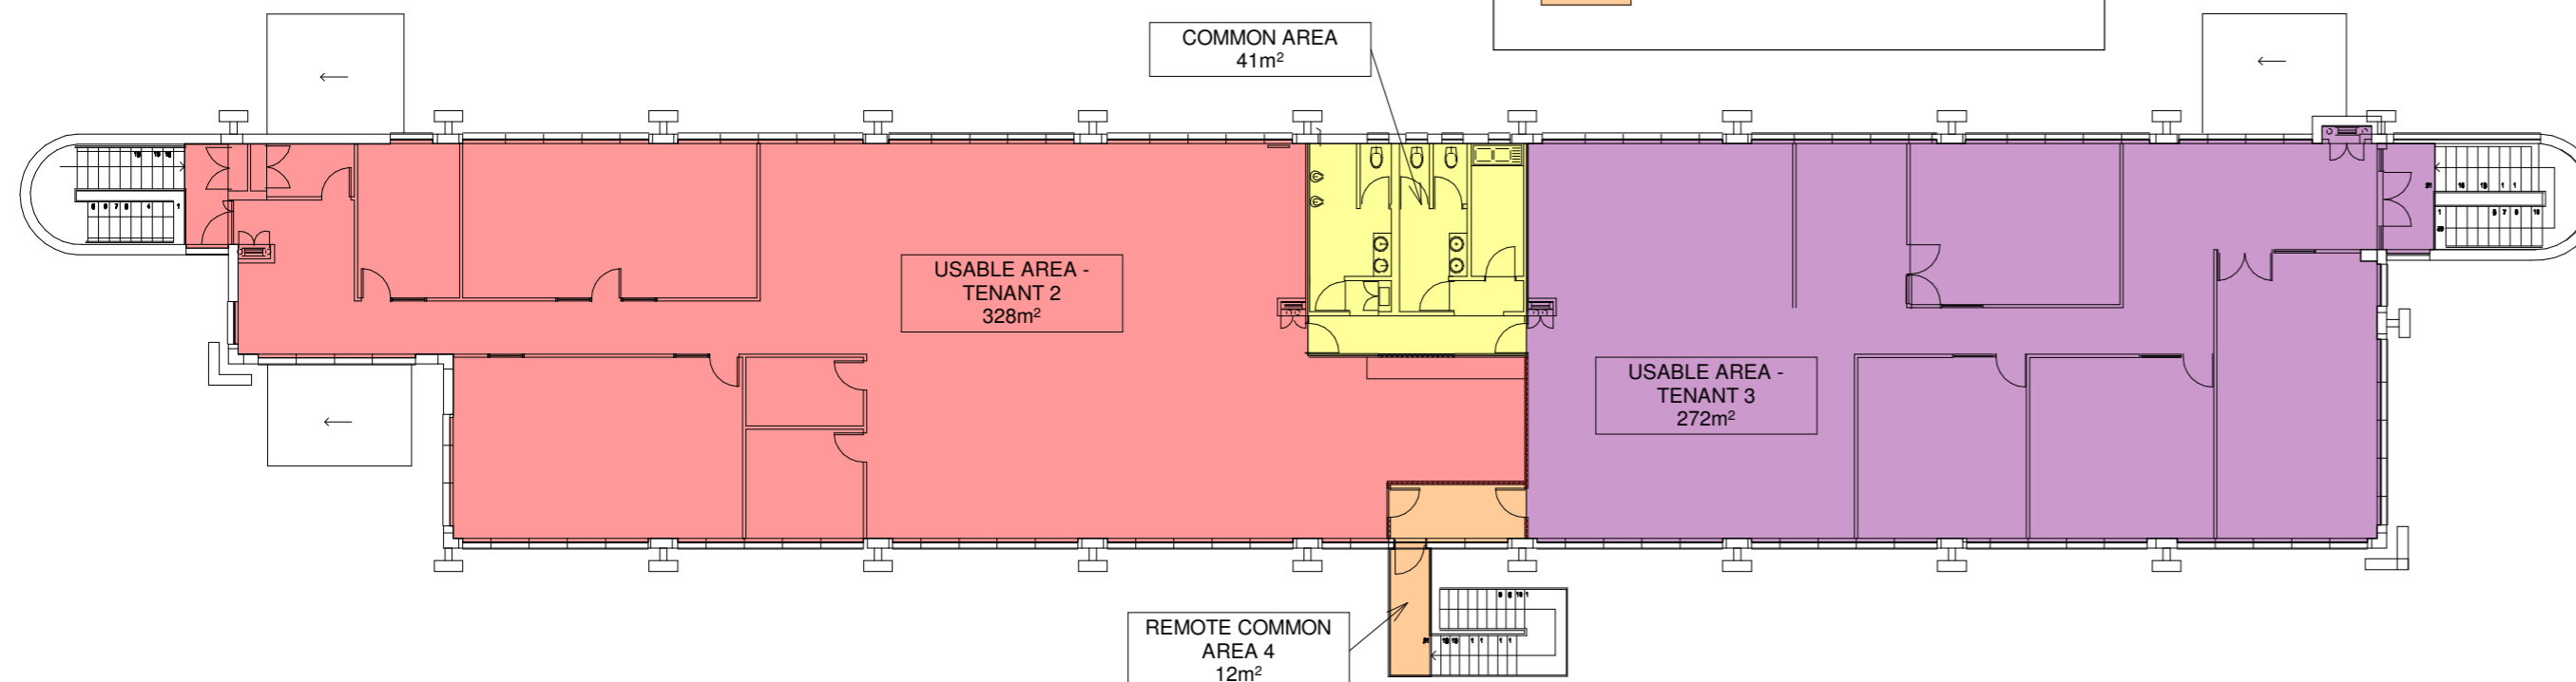 COMMON AREA
41m²
USABLE AREA -
TENANT 2
328m²
USABLE AREA -
TENANT 3
272m²
REMOTE COMMON
AREA 4
12m²